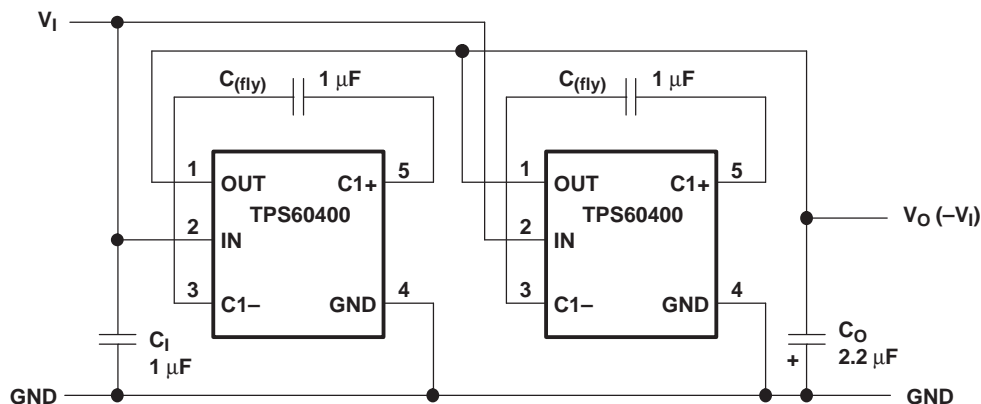 VI
C(fly) 1 µF
C(fly) 1 µF
1 OUT C1+ 5
TPS60400
2 IN
3 C1– GND 4
1 OUT C1+ 5
TPS60400
2 IN
3 C1– GND 4
VO (–VI)
CI
1 µF
CO
+ 2.2 µF
GND
GND